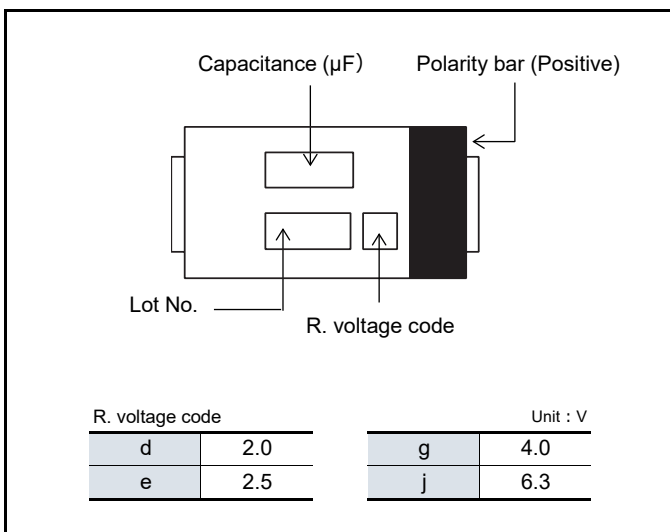 Capacitance (μF)
Polarity bar (Positive)
Lot No.
R. voltage code
R. voltage code
Unit : V
d 2.0 g 4.0
e 2.5 j 6.3